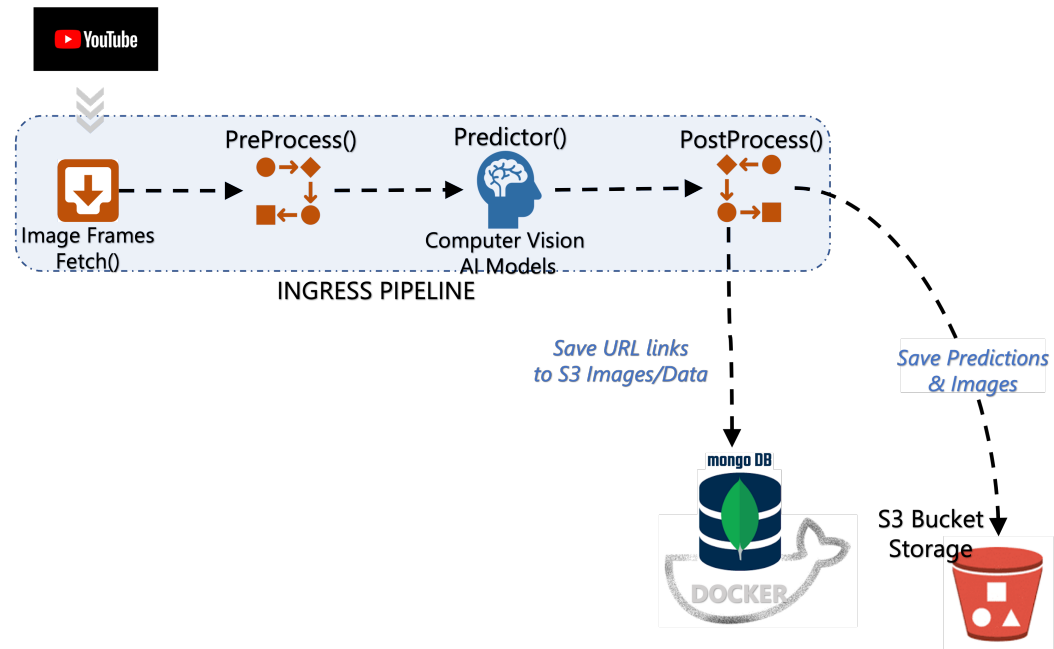 YouTube
PreProcess()
Predictor()
PostProcess()
Image Frames
Fetch()
Computer Vision
AI Models
INGRESS PIPELINE
Save URL links
to S3 Images/Data
Save Predictions
& Images
mongo DB
DOCKER
S3 Bucket
Storage